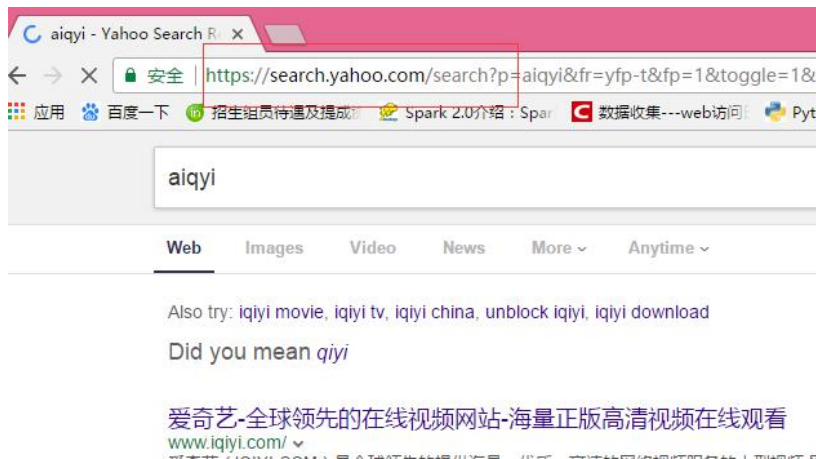 aiqyi - Yahoo Search R
安全 https://search.yahoo.com/search?p=aiqyi&fr=yfp-t&fp=1&toggle=1&
应用 百度一下 招生组员待遇及提成 Spark 2.0介绍：Spar 数据收集---web访问 Pyt
aiqyi
Web Images Video News More Anytime
Also try: iqiyi movie, iqiyi tv, iqiyi china, unblock iqiyi, iqiyi download
Did you mean qiyi
爱奇艺-全球领先的在线视频网站-海量正版高清视频在线观看
www.iqiyi.com/